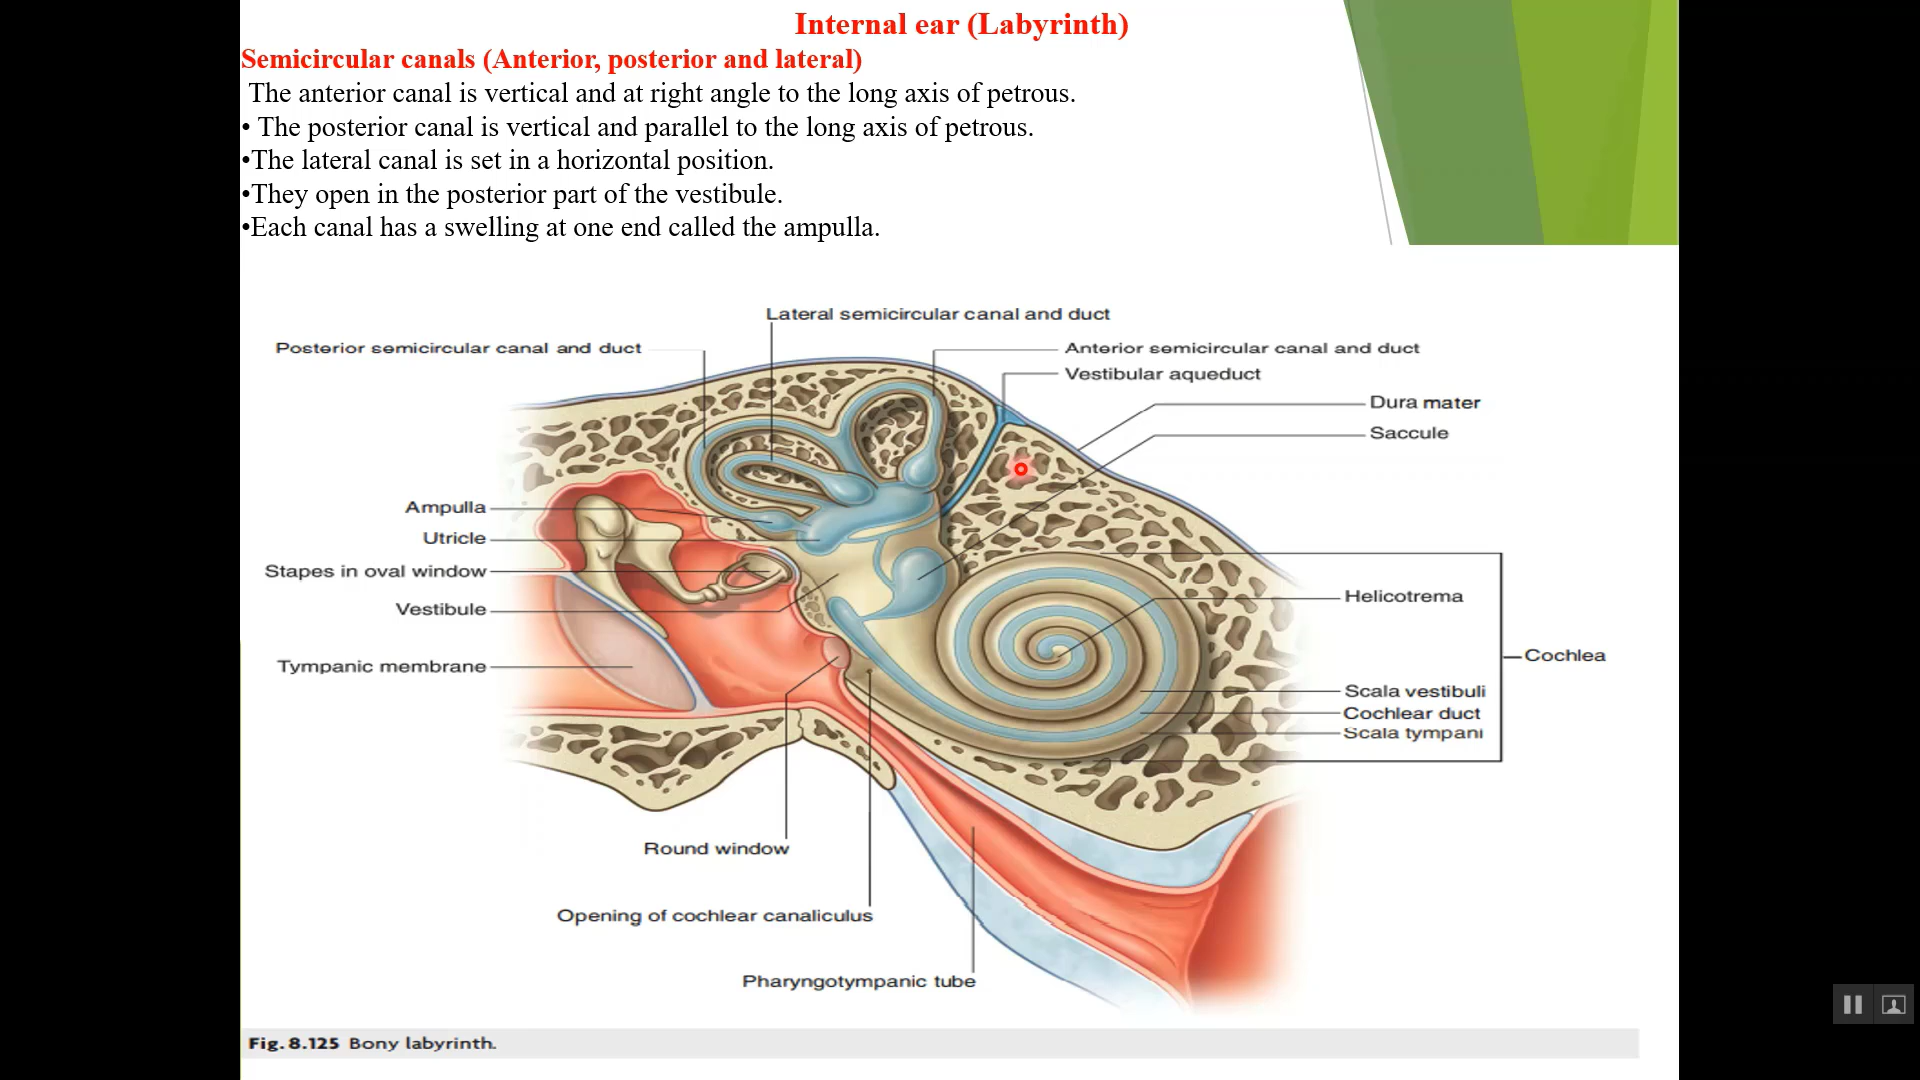 Internal ear (Labyrinth)
Semicircular canals (Anterior, posterior and lateral)
The anterior canal is vertical and at right angle to the long axis of petrous.
• The posterior canal is vertical and parallel to the long axis of petrous.
•The lateral canal is set in a horizontal position.
•They open in the posterior part of the vestibule.
•Each canal has a swelling at one end called the ampulla.
Lateral semicircular canal and duct
Posterior semicircular canal and duct
Anterior semicircular canal and duct
Vestibular aqueduct
Dura mater
Saccule
Ampulla
Utricle
Stapes in oval window
Vestibule
Tympanic membrane
Helicotrema
Cochlea
Scala vestibuli
Cochlear duct
Scala tympani
Round window
Opening of cochlear canaliculus
Pharyngotympanic tube
Fig. 8.125 Bony labyrinth.